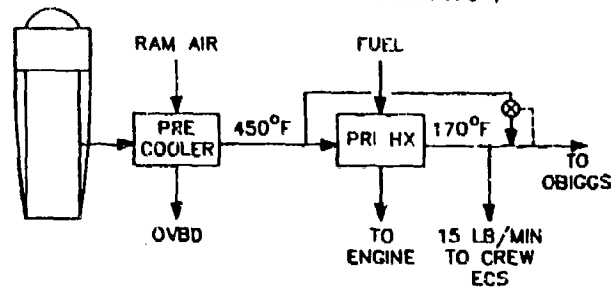 RAM AIR
FUEL
PRE
COOLER
450°F
PRI HX
170°F
OVBD
TO
ENGINE
15 LB/MIN
TO CREW
ECS
TO
OBIGGS